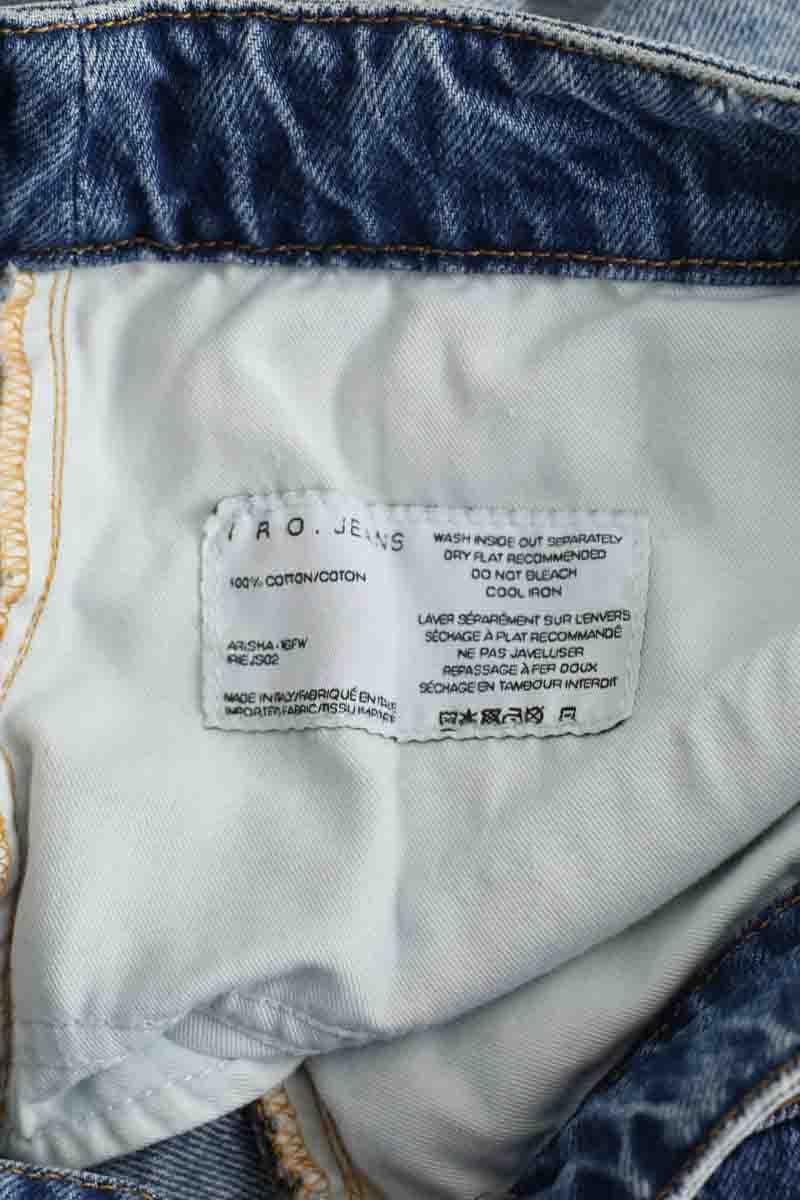 IRO.JEANS
100% COTTON/COTON
ARISHA-16FW
MADE IN ITALY/FABRIQUÉ EN ITALIE
IMPORTED FABRIC/TISSU IMPORTÉ
WASH INSIDE OUT SEPARATELY
DRY FLAT RECOMMENDED
DO NOT BLEACH
COOL IRON
LAVER SÉPARÉMENT SUR L'ENVERS
SÉCHAGE À PLAT RECOMMANDÉ
NE PAS JAVELLISER
REPASSAGE À FER DOUX
SÉCHAGE EN TAMBOUR INTERDIT